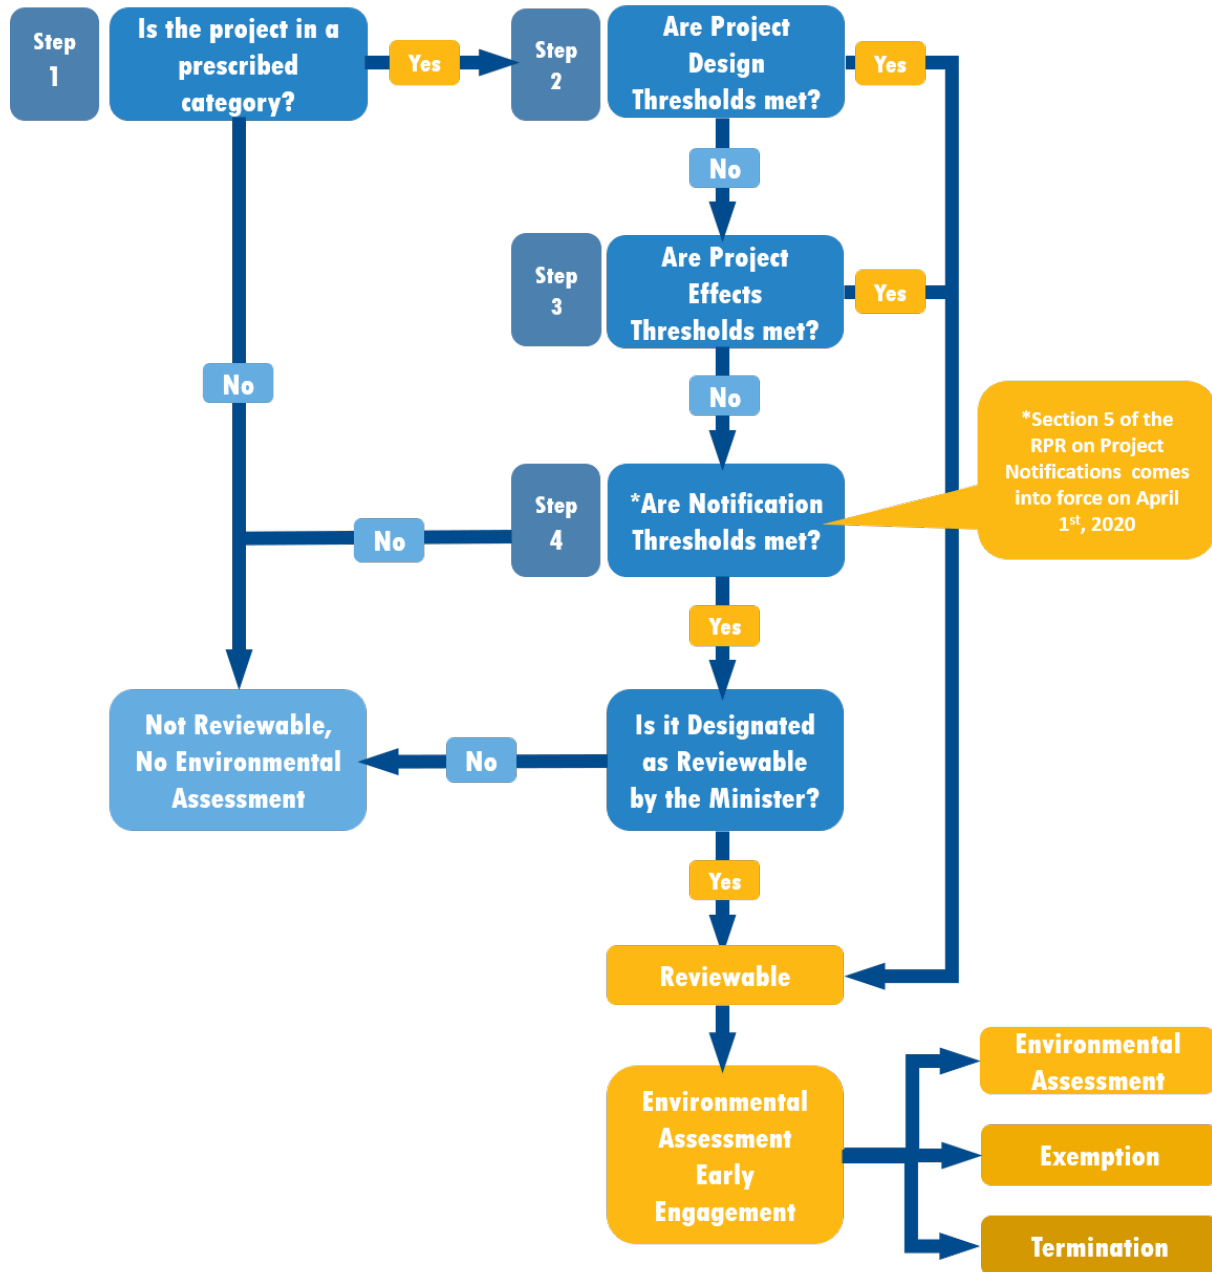 Step
1
Is the project in a
prescribed
category?
Yes
Step
2
Are Project
Design
Thresholds met?
Yes
No
Step
3
Are Project
Effects
Thresholds met?
Yes
No
No
*Section 5 of the
RPR on Project
Notifications comes
into force on April
1st, 2020
Step
4
*Are Notification
Thresholds met?
No
Yes
Not Reviewable,
No Environmental
Assessment
No
Is it Designated
as Reviewable
by the Minister?
Yes
Reviewable
Environmental
Assessment
Early
Engagement
Environmental
Assessment
Exemption
Termination